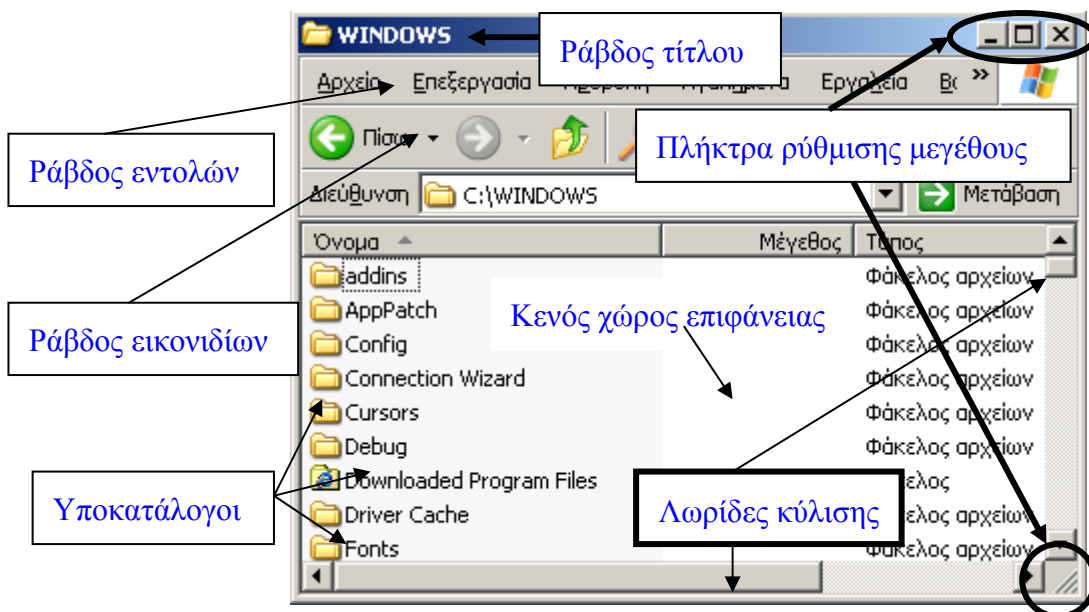 WINDOWS
Ράβδος τίτλου
Αρχείο Επεξεργασία Εργαλεία »
Ράβδος εντολών
Πίσω
Πλήκτρα ρύθμισης μεγέθους
Διεύθυνση C:\WINDOWS Μετάβαση
Όνομα Μέγεθος Τύπος
addins Φάκελος αρχείων
AppPatch Φάκελος αρχείων
Κενός χώρος επιφάνειας
Ράβδος εικονιδίων
Config Φάκελος αρχείων
Connection Wizard Φάκελος αρχείων
Cursors Φάκελος αρχείων
Debug Φάκελος αρχείων
Downloaded Program Files
Υποκατάλογοι
Λωρίδες κύλισης
Driver Cache αρχείων
Fonts Φάκελος αρχείων